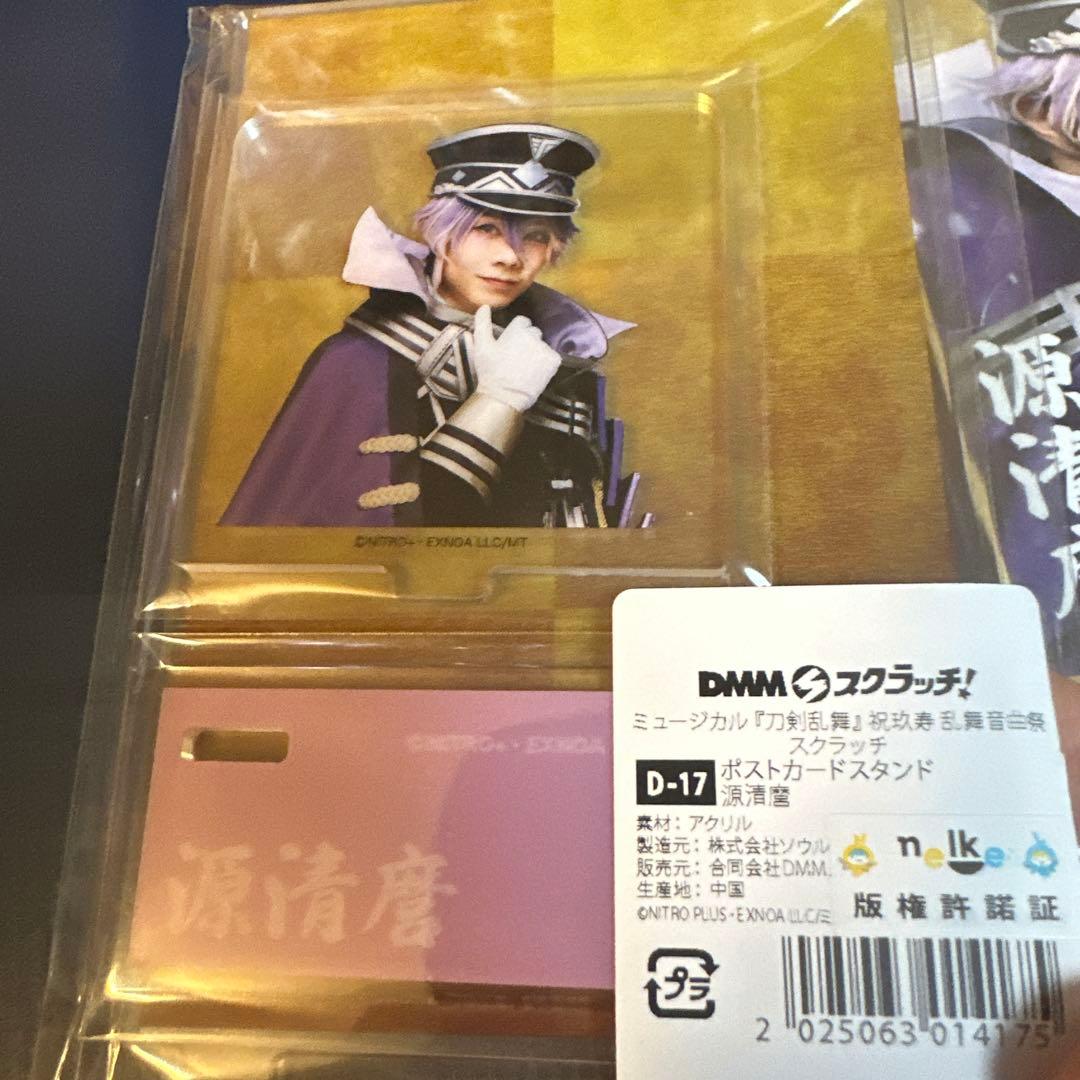 ©NITRO+・EXNOA LLC/MT
源清
©NITRO+・EXNOA
源清麿
DMM スクラッチ!
ミュージカル『刀剣乱舞』祝玖寿 乱舞音曲祭
スクラッチ
D-17 ポストカードスタンド
源清麿
素材：アクリル
製造元：株式会社ソウル
販売元：合同会社DMM.
生産地：中国
©NITRO PLUS・EXNOA LLC/ミ
nelke
版権許諾証
プラ
2 025063 014175